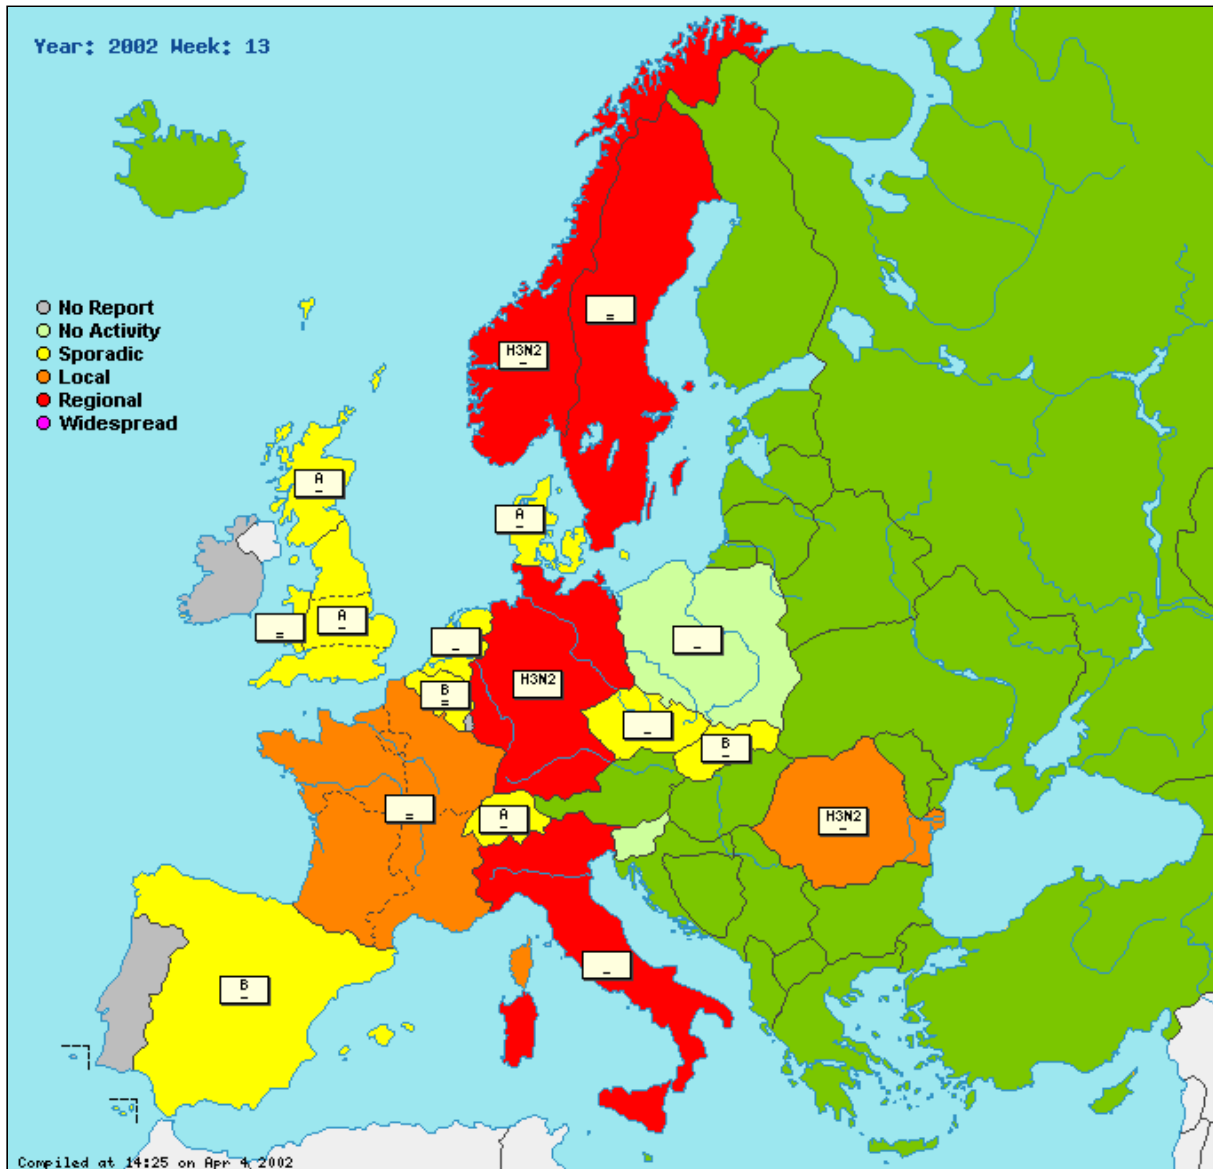 Year: 2002 Week: 13
No Report
No Activity
Sporadic
Local
Regional
Widespread
=
H3N2
–
A
–
A
–
=
A
–
–
–
H3N2
B
=
–
B
–
=
A
–
H3N2
–
–
B
–
Compiled at 14:25 on Apr 4 2002